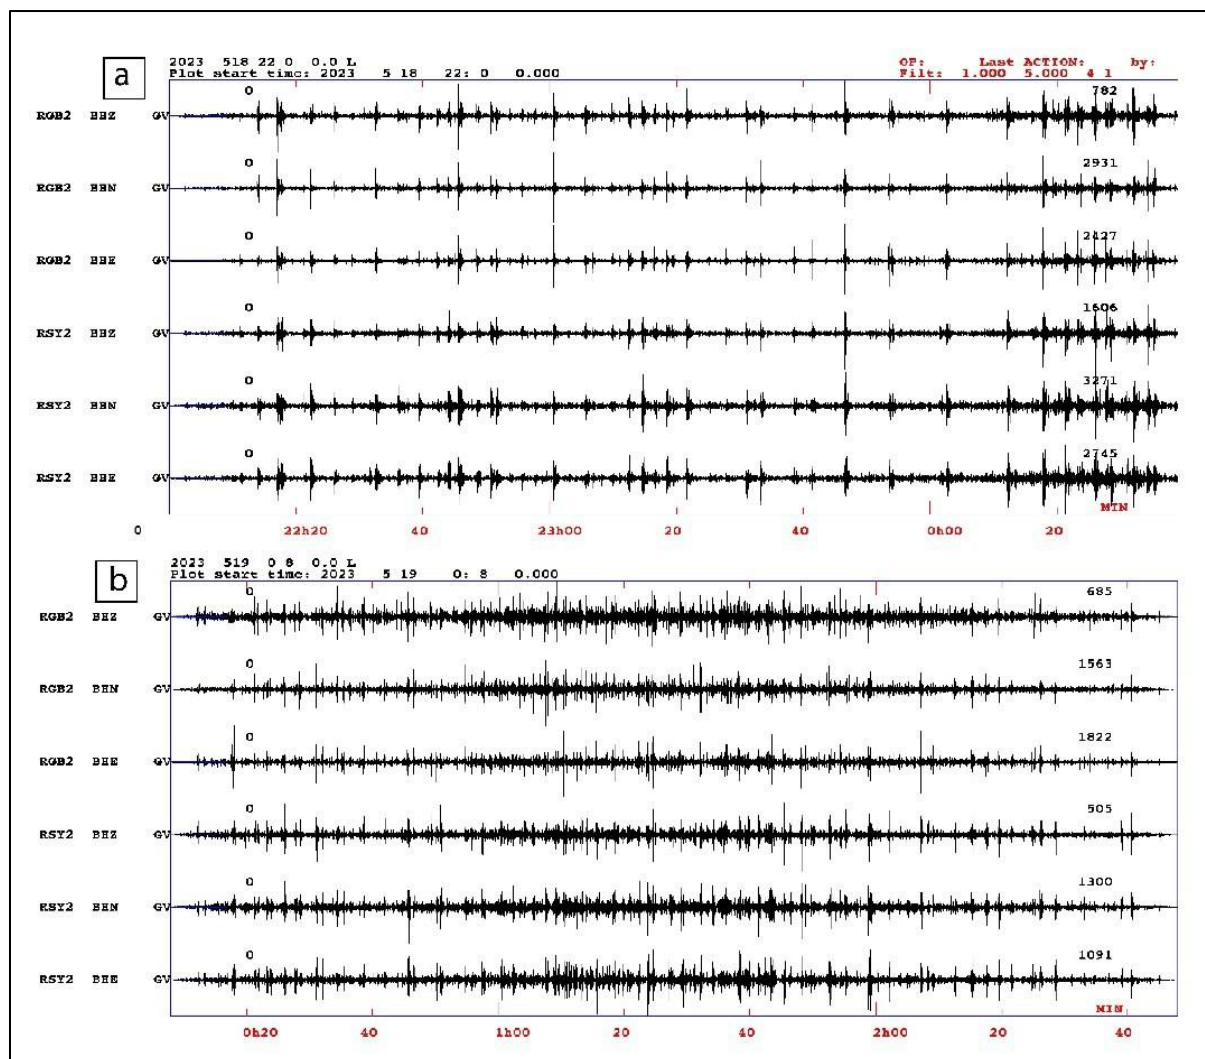 a
2023 518 22 0 0.0 L OP: Last ACTION: by:
Plot start time: 2023 5 18 22: 0 0.000 Filt: 1.000 5.000 4 1
0 782
RGB2 BHZ GV
0 2931
RGB2 BHN GV
0 2427
RGB2 BHE GV
0 1606
RSY2 BHZ GV
0 3271
RSY2 BHN GV
0 2745
RSY2 BHE GV
MIN
0 22h20 40 23h00 20 40 0h00 20
b
2023 519 0 8 0.0 L
Plot start time: 2023 5 19 0: 8 0.000
0 685
RGB2 BHZ GV
0 1563
RGB2 BHN GV
0 1822
RGB2 BHE GV
0 505
RSY2 BHZ GV
0 1300
RSY2 BHN GV
0 1091
RSY2 BHE GV
MIN
0h20 40 1h00 20 40 2h00 20 40